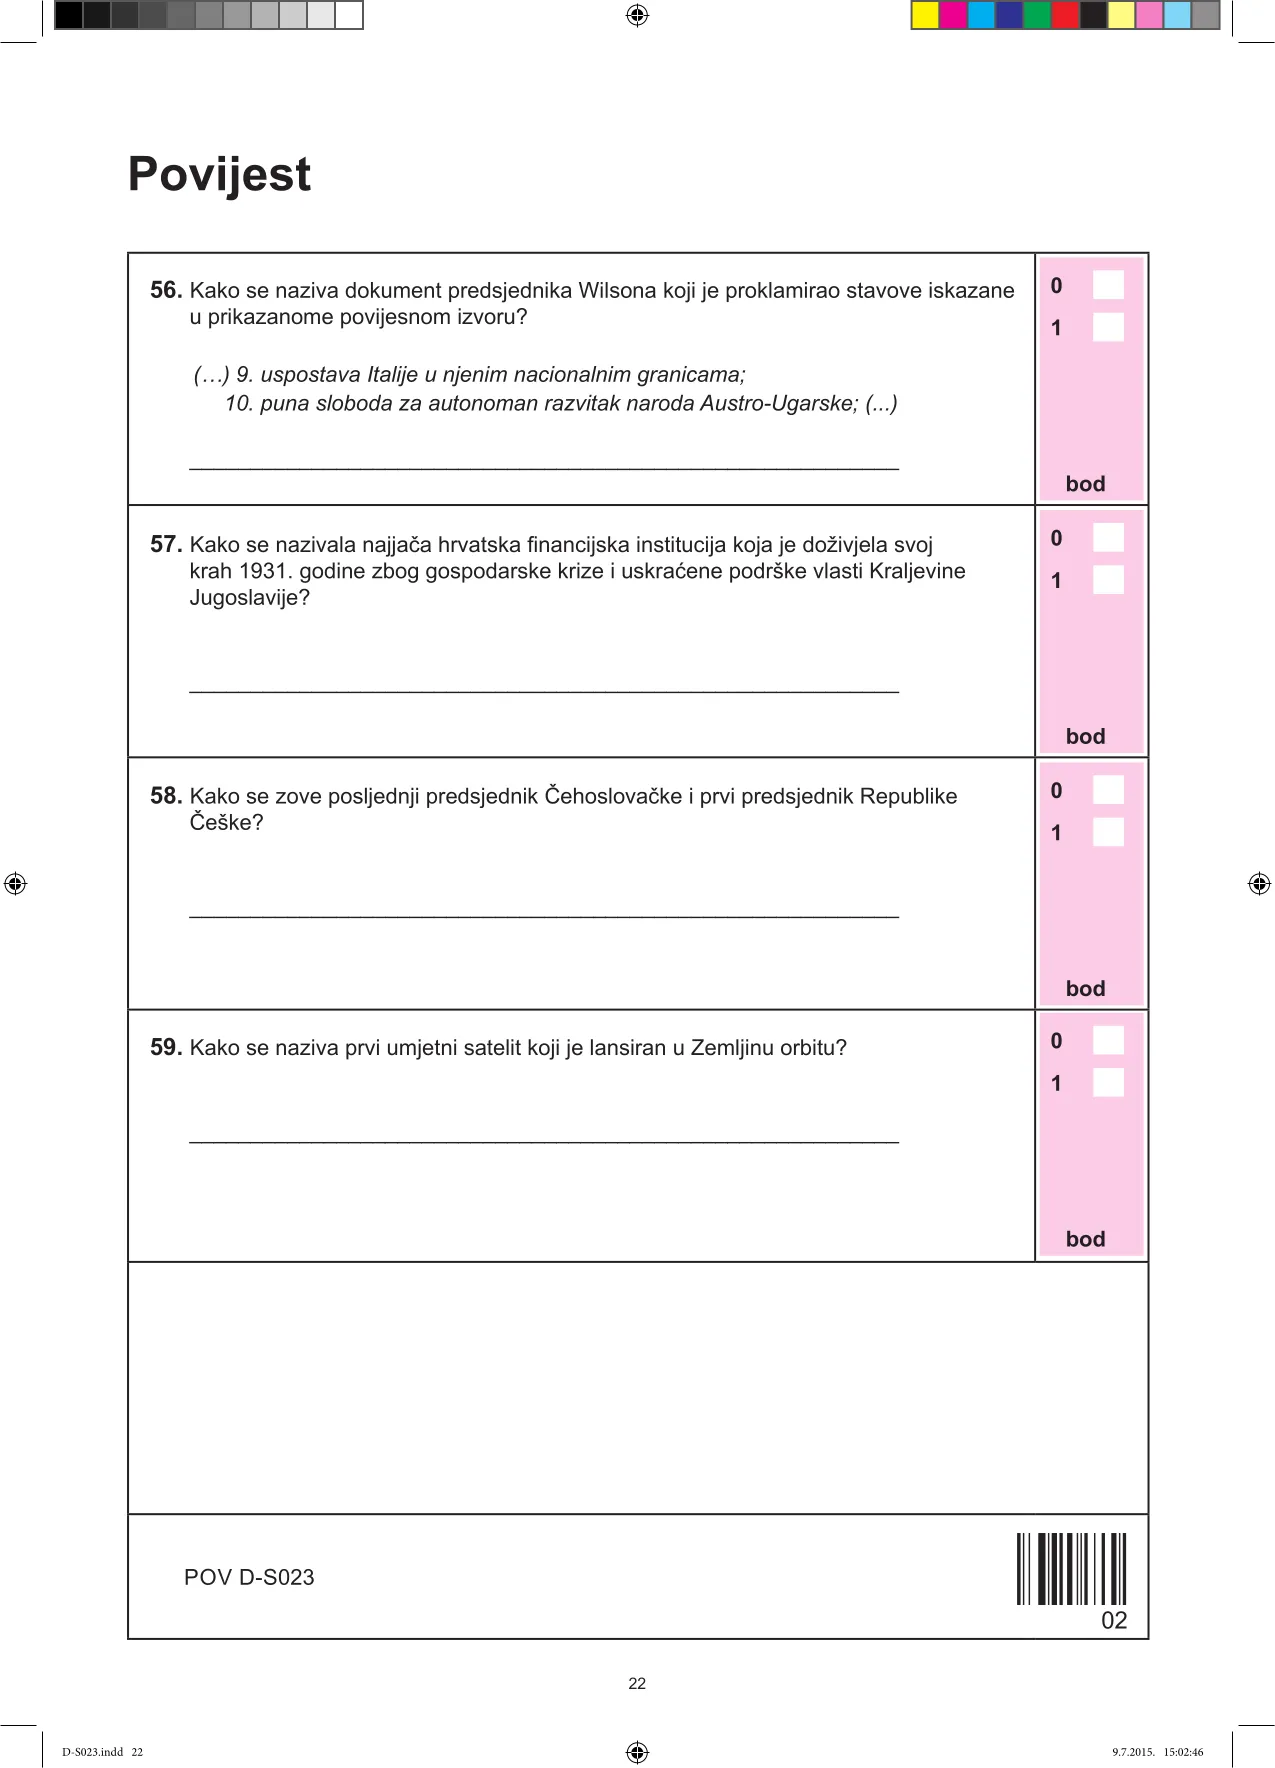 Povijest
56. Kako se naziva dokument predsjednika Wilsona koji je proklamirao stavove iskazane
u prikazanome povijesnom izvoru?
(…) 9. uspostava Italije u njenim nacionalnim granicama;
10. puna sloboda za autonoman razvitak naroda Austro-Ugarske; (...)
0
1
bod
57. Kako se nazivala najjača hrvatska financijska institucija koja je doživjela svoj
krah 1931. godine zbog gospodarske krize i uskraćene podrške vlasti Kraljevine
Jugoslavije?
0
1
bod
58. Kako se zove posljednji predsjednik Čehoslovačke i prvi predsjednik Republike
Češke?
0
1
bod
59. Kako se naziva prvi umjetni satelit koji je lansiran u Zemljinu orbitu?
0
1
bod
POV D-S023
02
22
D-S023.indd 22
9.7.2015. 15:02:46